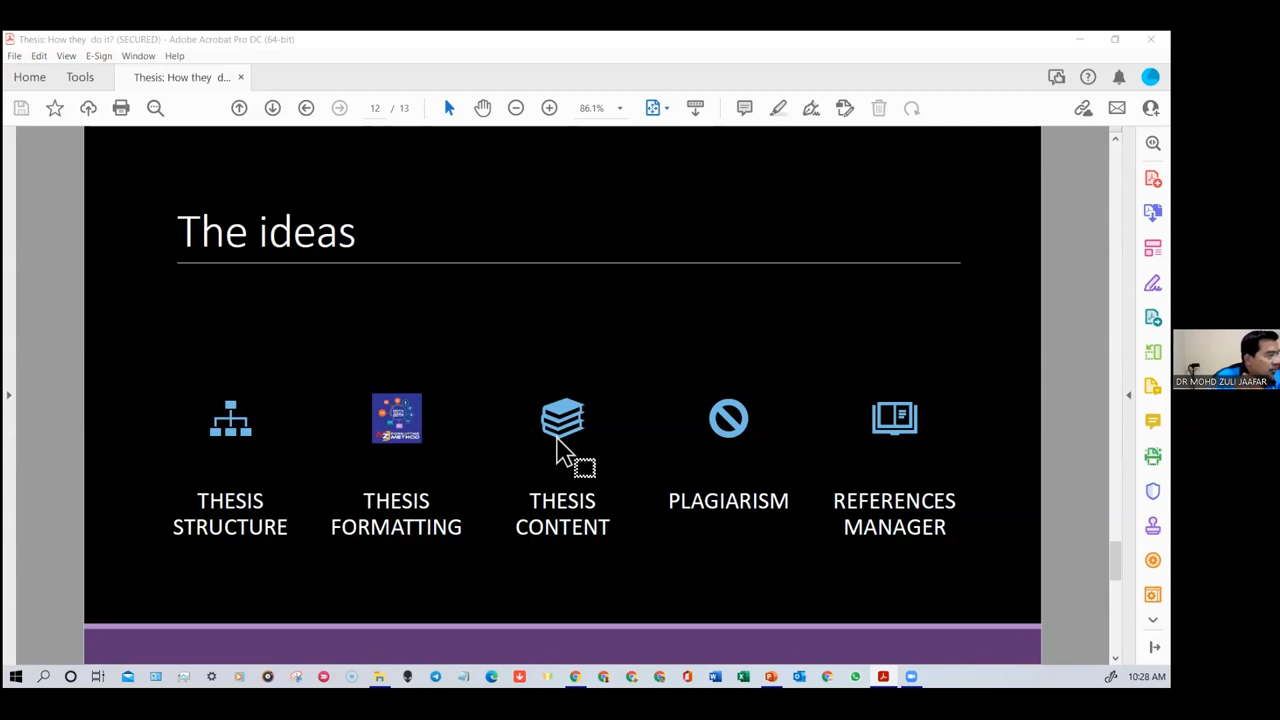 Thesis: How they do it? (SECURED) - Adobe Acrobat Pro DC (64-bit)
File Edit View E-Sign Window Help
Home Tools Thesis: How they d... ×
12 / 13 86.1%
The ideas
THESIS STRUCTURE
THESIS FORMATTING
THESIS CONTENT
PLAGIARISM
REFERENCES MANAGER
DR MOHD ZULI JAAFAR
10:28 AM